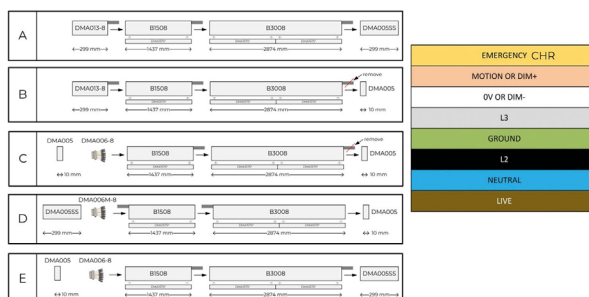 A
DMA013-8
B1508
B3008
DMA005SS
299 mm
1437 mm
2874 mm
299 mm
B
DMA013-8
B1508
B3008
remove
DMA005
299 mm
1437 mm
2874 mm
10 mm
C
DMA005
DMA006-8
B1508
B3008
remove
DMA005
10 mm
1437 mm
2874 mm
10 mm
D
DMA005SS
DMA006M-8
B1508
B3008
DMA005
299 mm
1437 mm
2874 mm
10 mm
E
DMA005
DMA006-8
B1508
B3008
DMA005SS
10 mm
1437 mm
2874 mm
299 mm
EMERGENCY CHR
MOTION OR DIM+
0V OR DIM-
L3
GROUND
L2
NEUTRAL
LIVE